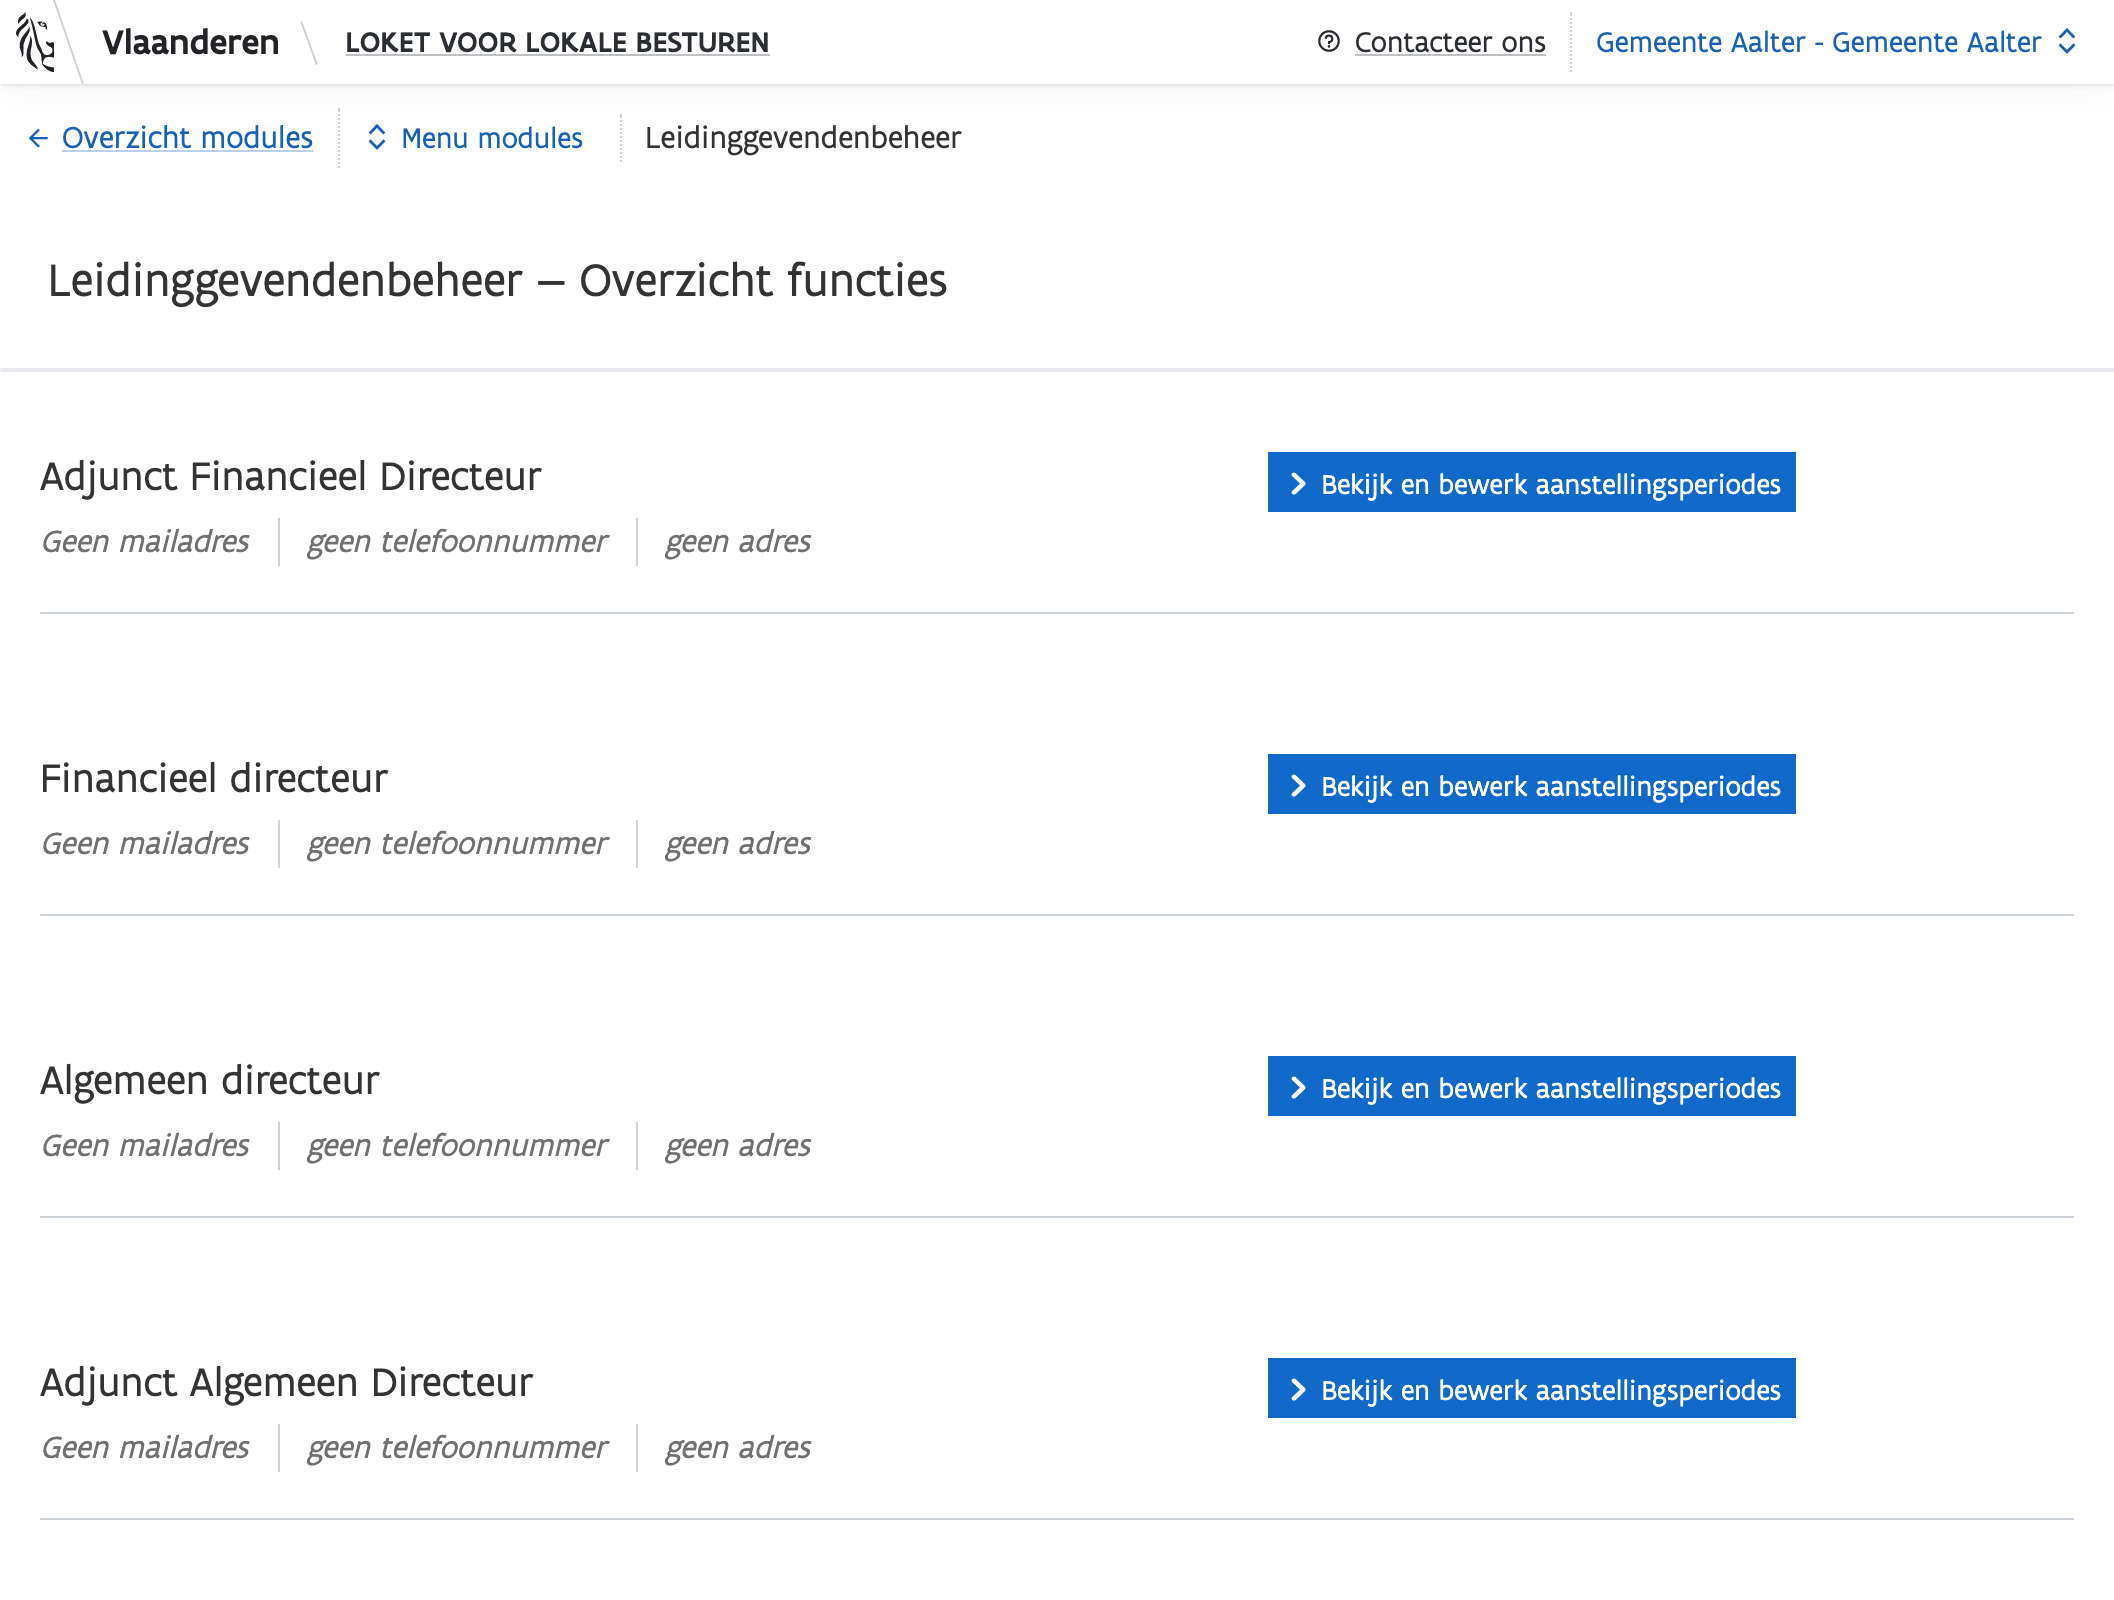 Vlaanderen LOKET VOOR LOKALE BESTUREN Contacteer ons Gemeente Aalter - Gemeente Aalter
Overzicht modules Menu modules Leidinggevendenbeheer
Leidinggevendenbeheer – Overzicht functies
Adjunct Financieel Directeur Bekijk en bewerk aanstellingsperiodes
Geen mailadres geen telefoonnummer geen adres
Financieel directeur Bekijk en bewerk aanstellingsperiodes
Geen mailadres geen telefoonnummer geen adres
Algemeen directeur Bekijk en bewerk aanstellingsperiodes
Geen mailadres geen telefoonnummer geen adres
Adjunct Algemeen Directeur Bekijk en bewerk aanstellingsperiodes
Geen mailadres geen telefoonnummer geen adres